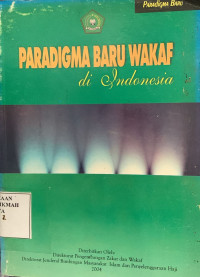 Paradigma Baru
PARADIGMA BARU WAKAF
di Indonesia
HIKMAH
Diterbitkan Oleh:
Direktorat Pengembangan Zakat dan Wakaf
Direktorat Jenderal Bimbingan Masyarakat Islam dan Penyelenggaraan Haji
2004